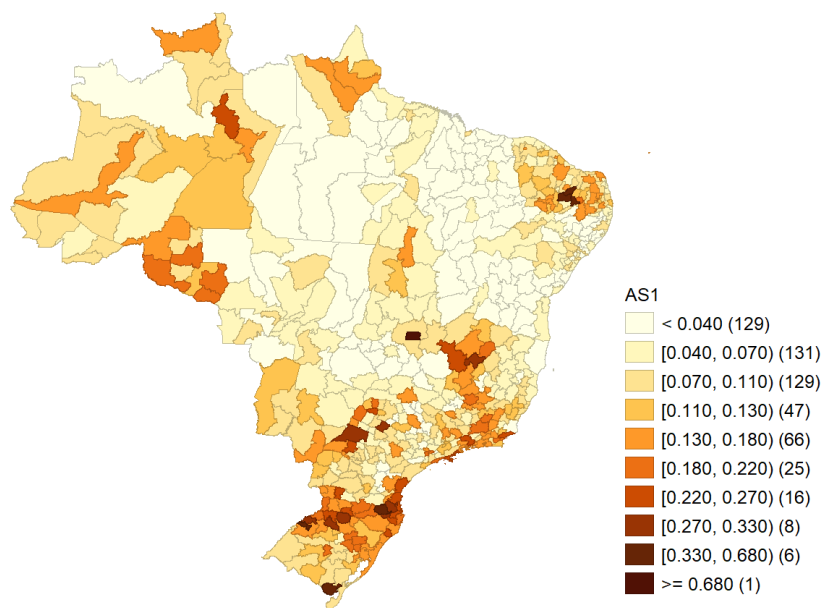 AS1
< 0.040 (129)
[0.040, 0.070) (131)
[0.070, 0.110) (129)
[0.110, 0.130) (47)
[0.130, 0.180) (66)
[0.180, 0.220) (25)
[0.220, 0.270) (16)
[0.270, 0.330) (8)
[0.330, 0.680) (6)
>= 0.680 (1)